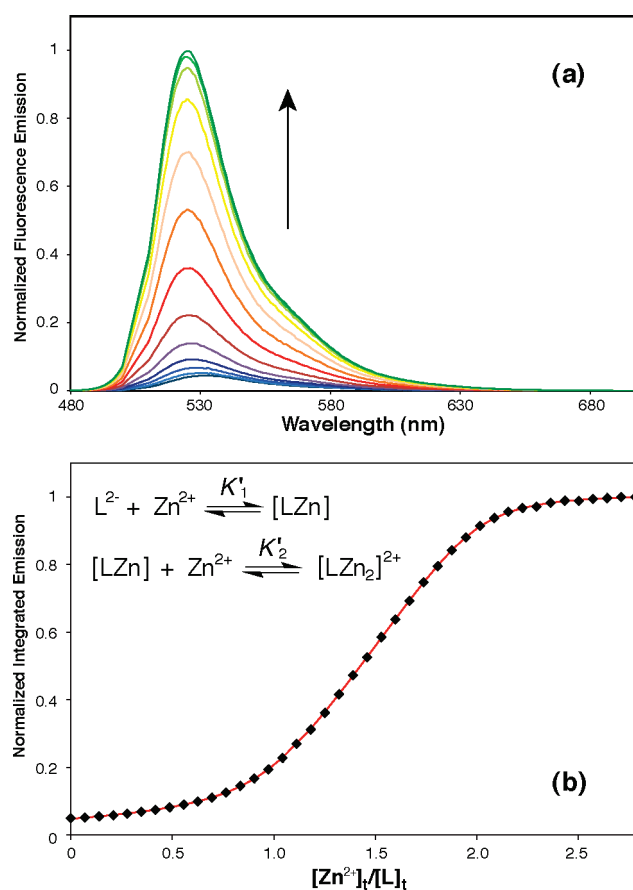 (a)
Normalized Fluorescence Emission
1
0.8
0.6
0.4
0.2
0
480 530 580 630 680
Wavelength (nm)
(b)
Normalized Integrated Emission
1
0.8
0.6
0.4
0.2
0
L²⁻ + Zn²⁺ K'₁ ⇌ [LZn]
[LZn] + Zn²⁺ K'₂ ⇌ [LZn₂]²⁺
0 0.5 1.0 1.5 2.0 2.5
[Zn²⁺]ₜ/[L]ₜ